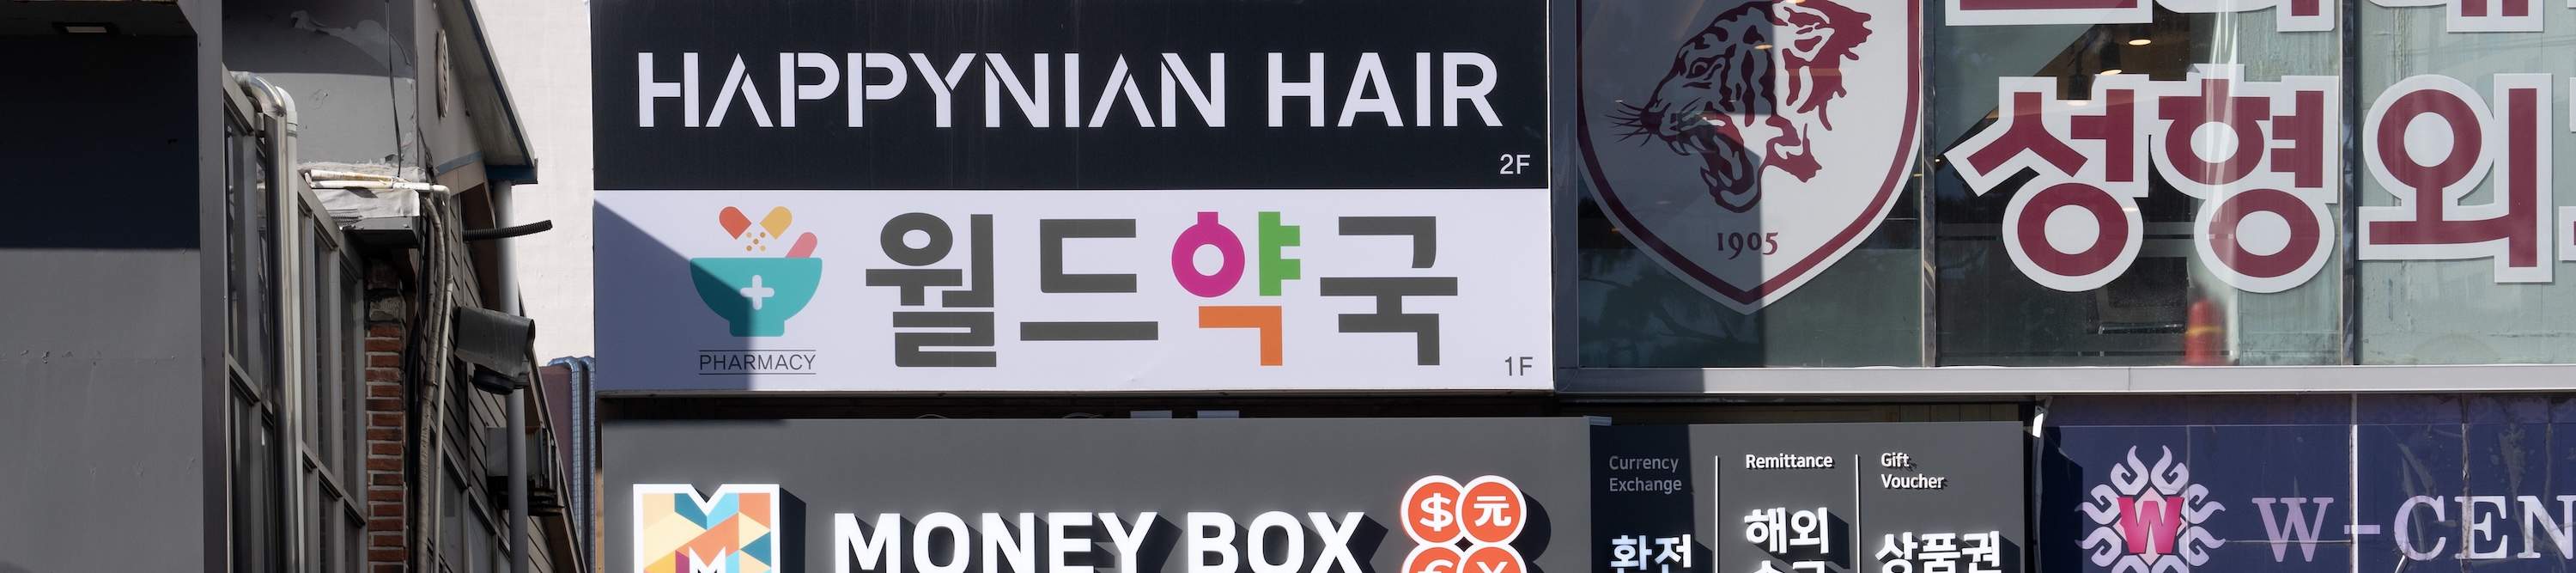 HAPPYNIAN HAIR
2F
PHARMACY
월드약국
1F
1905
성형외
MONEY BOX
$ 元
Currency
Exchange
환전
Remittance
해외
Gift
Voucher
상품권
W
W-CEN